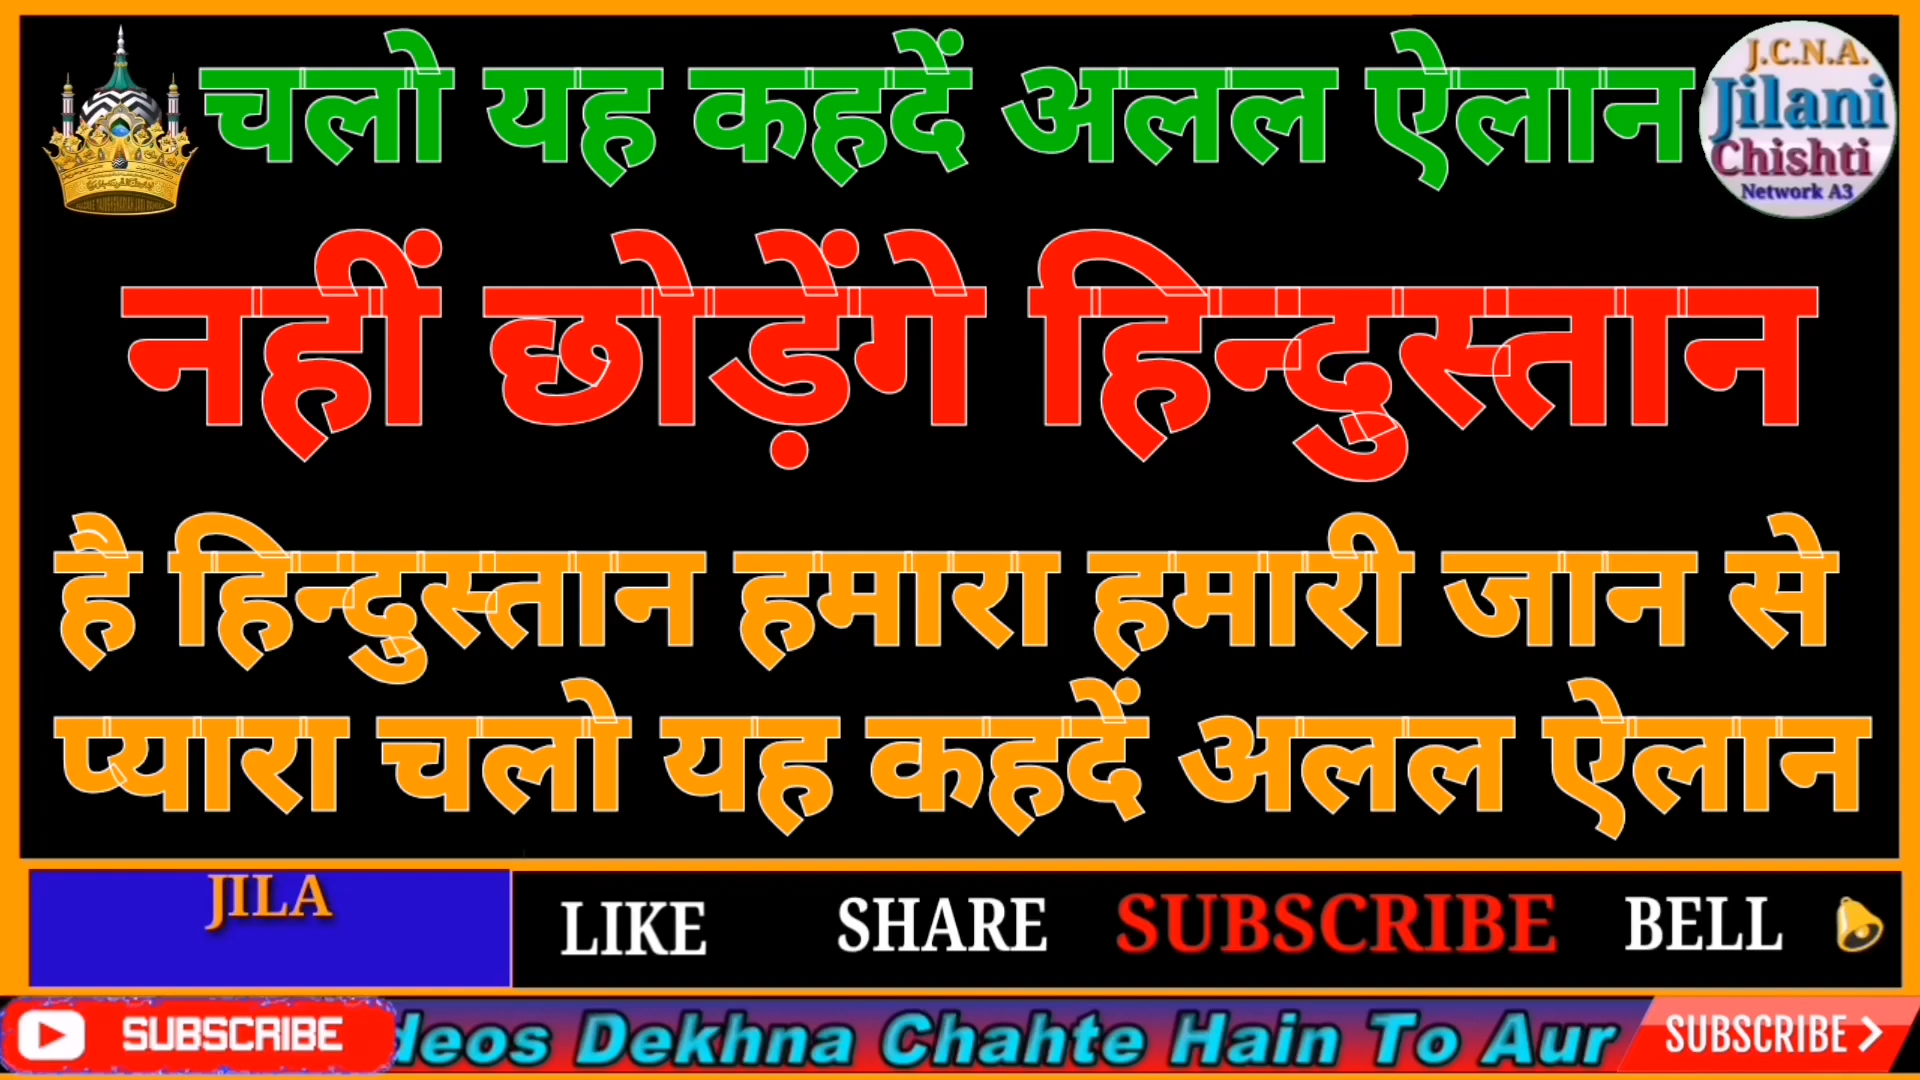 चलो यह कहदें अलल ऐलान
J.C.N.A.
Jilani
Chishti
Network A3
नहीं छोड़ेंगे हिन्दुस्तान
है हिन्दुस्तान हमारा हमारी जान से
प्यारा चलो यह कहदें अलल ऐलान
JILA
LIKE SHARE SUBSCRIBE BELL
SUBSCRIBE deos Dekhna Chahte Hain To Aur SUBSCRIBE